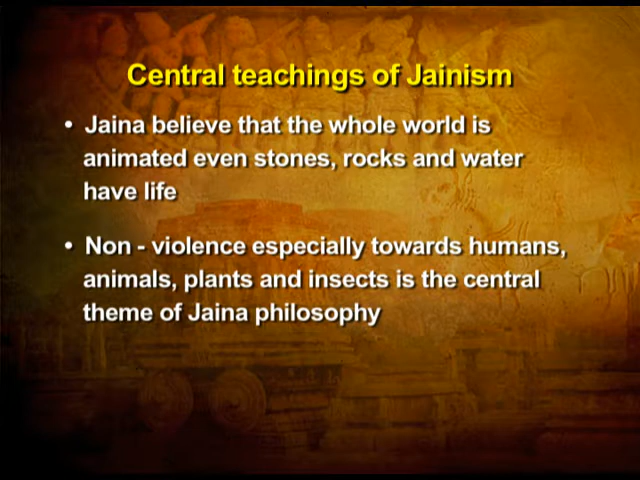 Central teachings of Jainism
• Jaina believe that the whole world is
animated even stones, rocks and water
have life
• Non - violence especially towards humans,
animals, plants and insects is the central
theme of Jaina philosophy